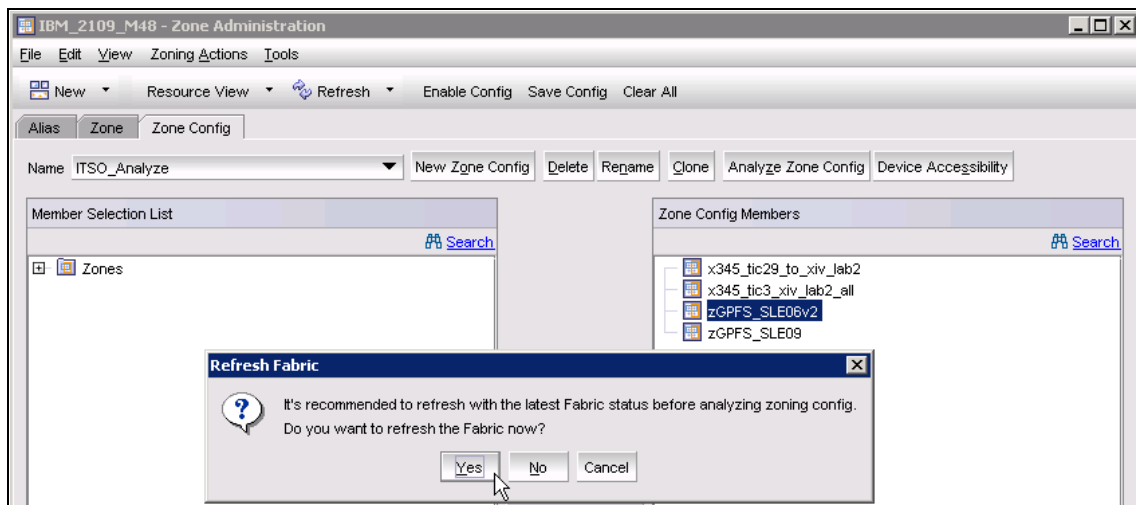 IBM_2109_M48 - Zone Administration
File Edit View Zoning Actions Tools
New Resource View Refresh Enable Config Save Config Clear All
Alias Zone Zone Config
Name ITSO_Analyze New Zone Config Delete Rename Clone Analyze Zone Config Device Accessibility
Member Selection List
Search
Zones
Zone Config Members
Search
x345_tic29_to_xiv_lab2
x345_tic3_xiv_lab2_all
zGPFS_SLE06v2
zGPFS_SLE09
Refresh Fabric
It's recommended to refresh with the latest Fabric status before analyzing zoning config.
Do you want to refresh the Fabric now?
Yes No Cancel